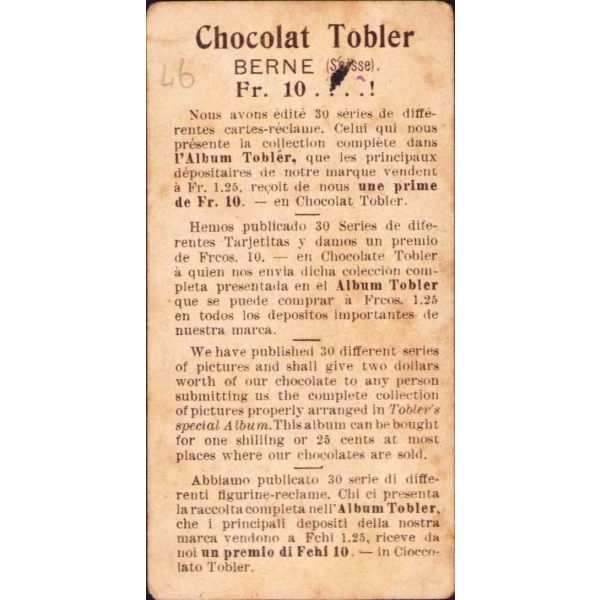 Chocolat Tobler
BERNE (Suisse).
46
Fr. 10 . . . .!
Nous avons édité 30 séries de diffé-
rentes cartes-réclame. Celui qui nous
présente la collection complète dans
l'Album Tobler, que les principaux
dépositaires de notre marque vendent
à Fr. 1.25, reçoit de nous une prime
de Fr. 10. — en Chocolat Tobler.
Hemos publicado 30 Series de dife-
rentes Tarjetitas y damos un premio
de Frcos. 10. — en Chocolate Tobler
à quien nos envia dicha colección com-
pleta presentada en el Album Tobler
que se puede comprar à Frcos. 1.25
en todos los depositos importantes de
nuestra marca.
We have published 30 different series
of pictures and shall give two dollars
worth of our chocolate to any person
submitting us the complete collection
of pictures properly arranged in Tobler's
special Album. This album can be bought
for one shilling or 25 cents at most
places where our chocolates are sold.
Abbiamo publicato 30 serie di diffe-
renti figurine-reclame. Chi ci presenta
la raccolta completa nell'Album Tobler,
che i principali depositi della nostra
marca vendono a Fchi 1.25, riceve da
noi un premio di Fchi 10. — in Ciocco-
lato Tobler.